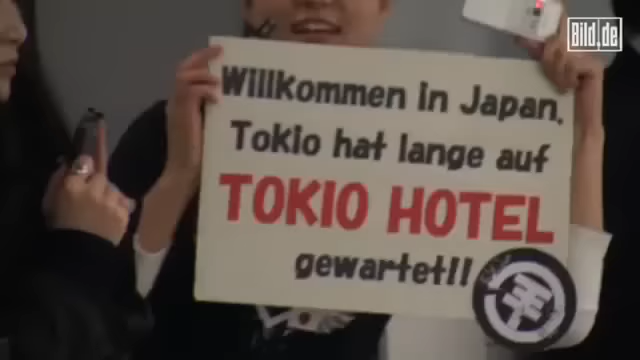 Bild.de
Willkommen in Japan,
Tokio hat lange auf
TOKIO HOTEL
gewartet!!